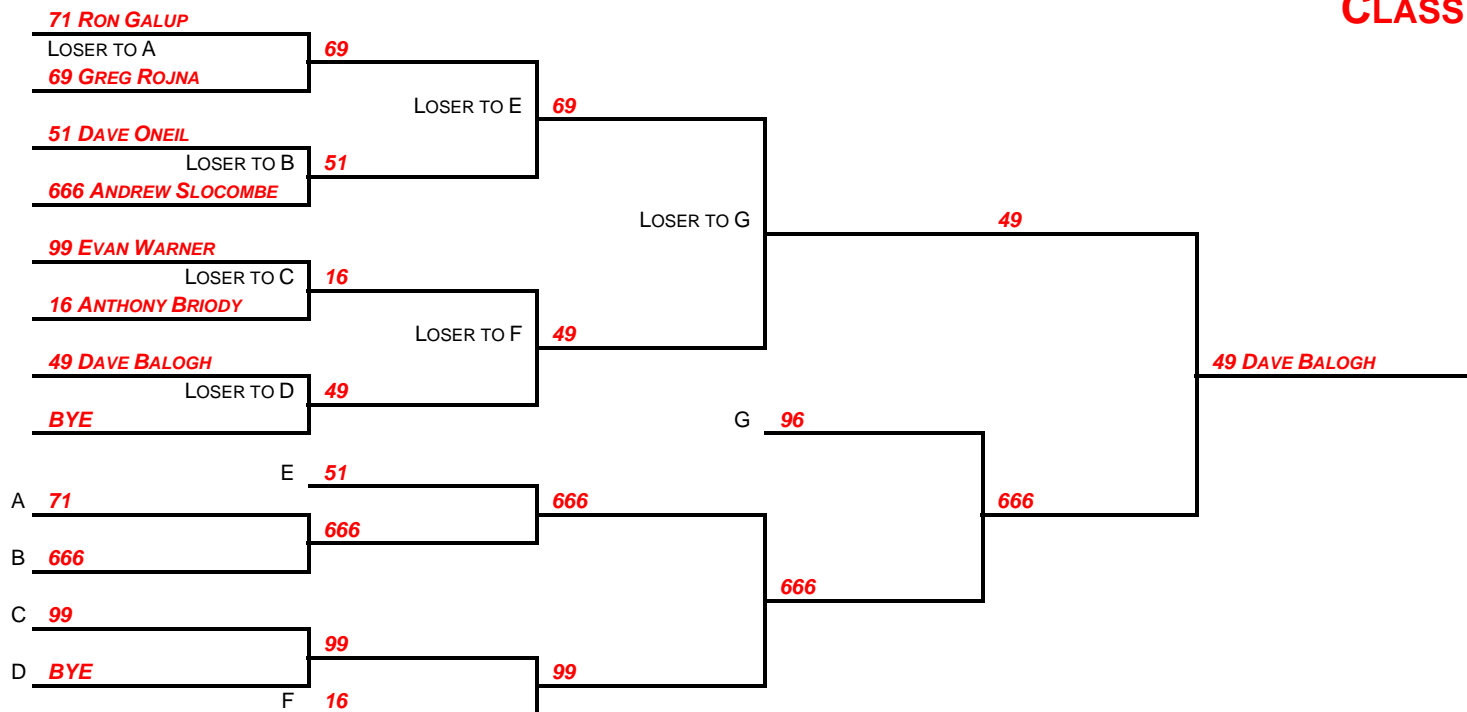 CLASS
71 RON GALUP
LOSER TO A
69
69 GREG ROJNA
LOSER TO E
69
51 DAVE ONEIL
LOSER TO B
51
666 ANDREW SLOCOMBE
LOSER TO G
49
99 EVAN WARNER
LOSER TO C
16
16 ANTHONY BRIODY
LOSER TO F
49
49 DAVE BALOGH
49 DAVE BALOGH
LOSER TO D
49
BYE
G 96
E 51
A 71
666
666
666
B 666
666
C 99
99
D BYE
99
F 16